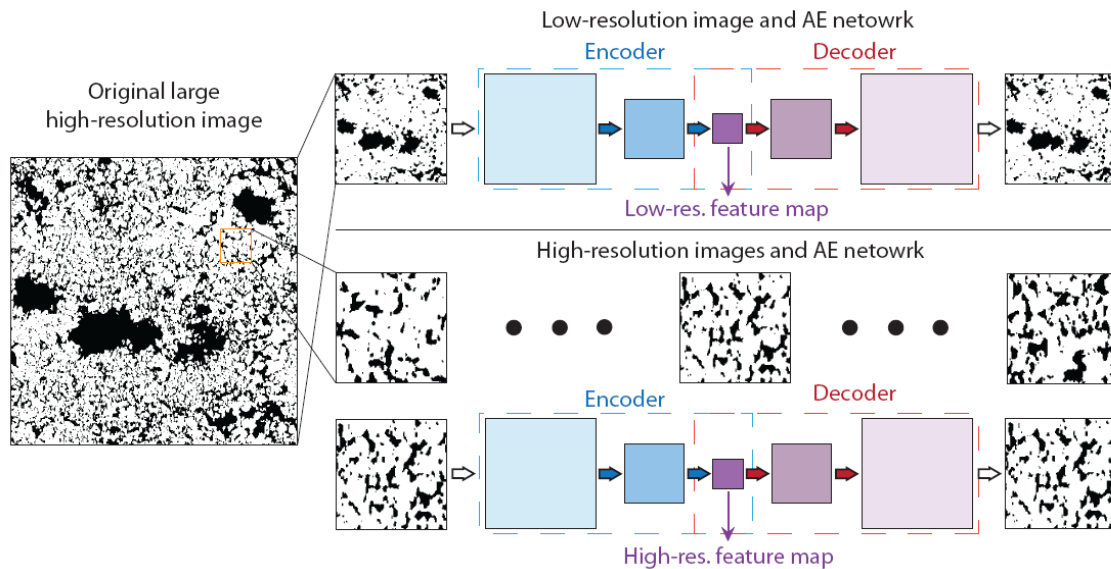 Low-resolution image and AE netowrk
Encoder
Decoder
Original large
high-resolution image
Low-res. feature map
High-resolution images and AE netowrk
Encoder
Decoder
High-res. feature map